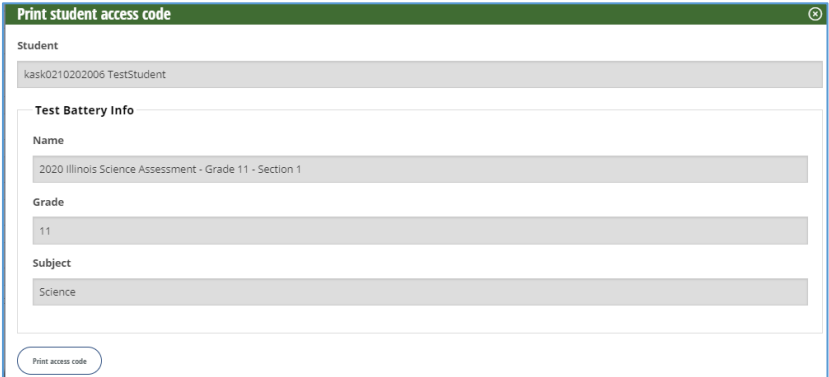 Print student access code
Student
kask0210202006 TestStudent
Test Battery Info
Name
2020 Illinois Science Assessment - Grade 11 - Section 1
Grade
11
Subject
Science
Print access code